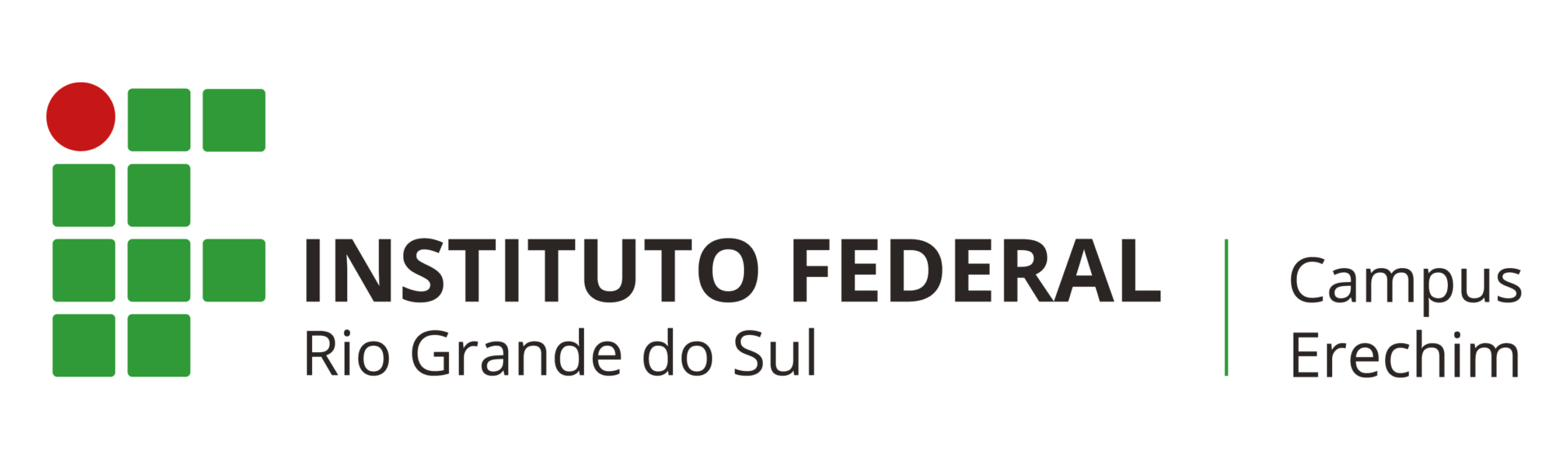 INSTITUTO FEDERAL
Rio Grande do Sul
Campus
Erechim